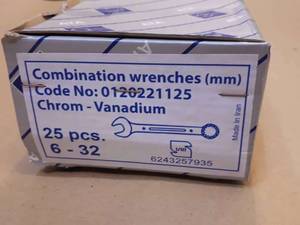 Combination wrenches (mm)
Code No: 0120221125
Chrom - Vanadium
25 pcs.
6 - 32
Made in Iran
6243257935